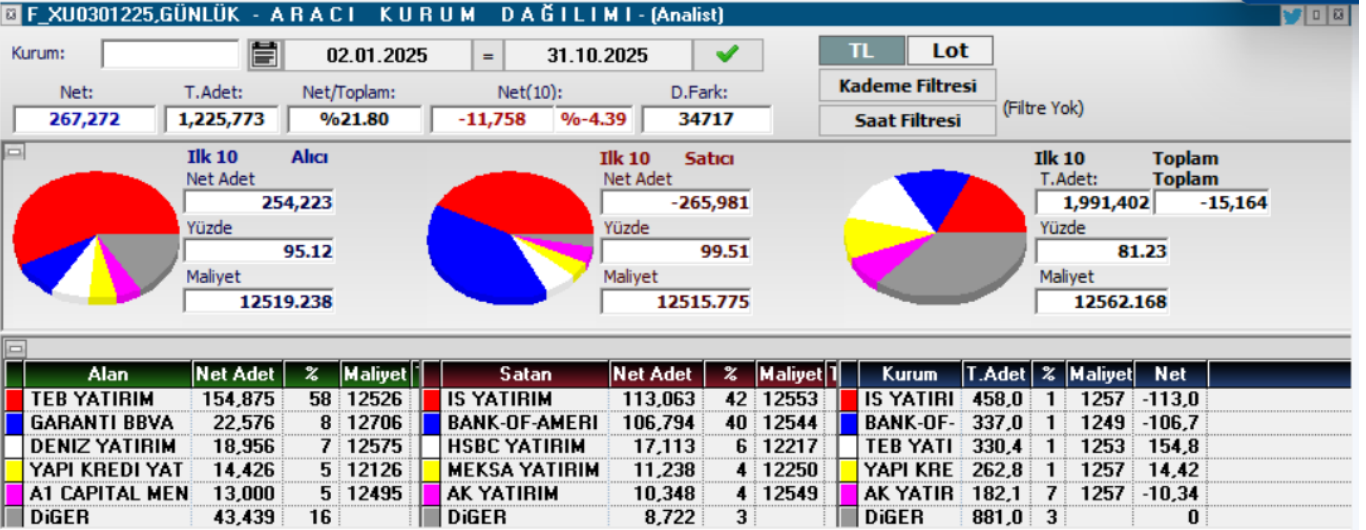 F_XU0301225,GÜNLÜK - A R A C I   K U R U M   D A Ğ I L I M I - (Analist)
Kurum: 02.01.2025 = 31.10.2025 TL Lot
Kademe Filtresi
Net: T.Adet: Net/Toplam: Net(10): D.Fark:
267,272 1,225,773 %21.80 -11,758 %-4.39 34717
Saat Filtresi (Filtre Yok)
Ilk 10 Alıcı
Net Adet
254,223
Yüzde
95.12
Maliyet
12519.238
Ilk 10 Satıcı
Net Adet
-265,981
Yüzde
99.51
Maliyet
12515.775
Ilk 10 Toplam
T.Adet: Toplam
1,991,402 -15,164
Yüzde
81.23
Maliyet
12562.168
Alan Net Adet % Maliyet Satan Net Adet % Maliyet Kurum T.Adet % Maliyet Net
TEB YATIRIM 154,875 58 12526 IS YATIRIM 113,063 42 12553 IS YATIRI 458,0 1 1257 -113,0
GARANTI BBVA 22,576 8 12706 BANK-OF-AMERI 106,794 40 12544 BANK-OF- 337,0 1 1249 -106,7
DENIZ YATIRIM 18,956 7 12575 HSBC YATIRIM 17,113 6 12217 TEB YATI 330,4 1 1253 154,8
YAPI KREDI YAT 14,426 5 12126 MEKSA YATIRIM 11,238 4 12250 YAPI KRE 262,8 1 1257 14,42
A1 CAPITAL MEN 13,000 5 12495 AK YATIRIM 10,348 4 12549 AK YATIR 182,1 7 1257 -10,34
DiĞER 43,439 16 DiĞER 8,722 3 DiĞER 881,0 3 0